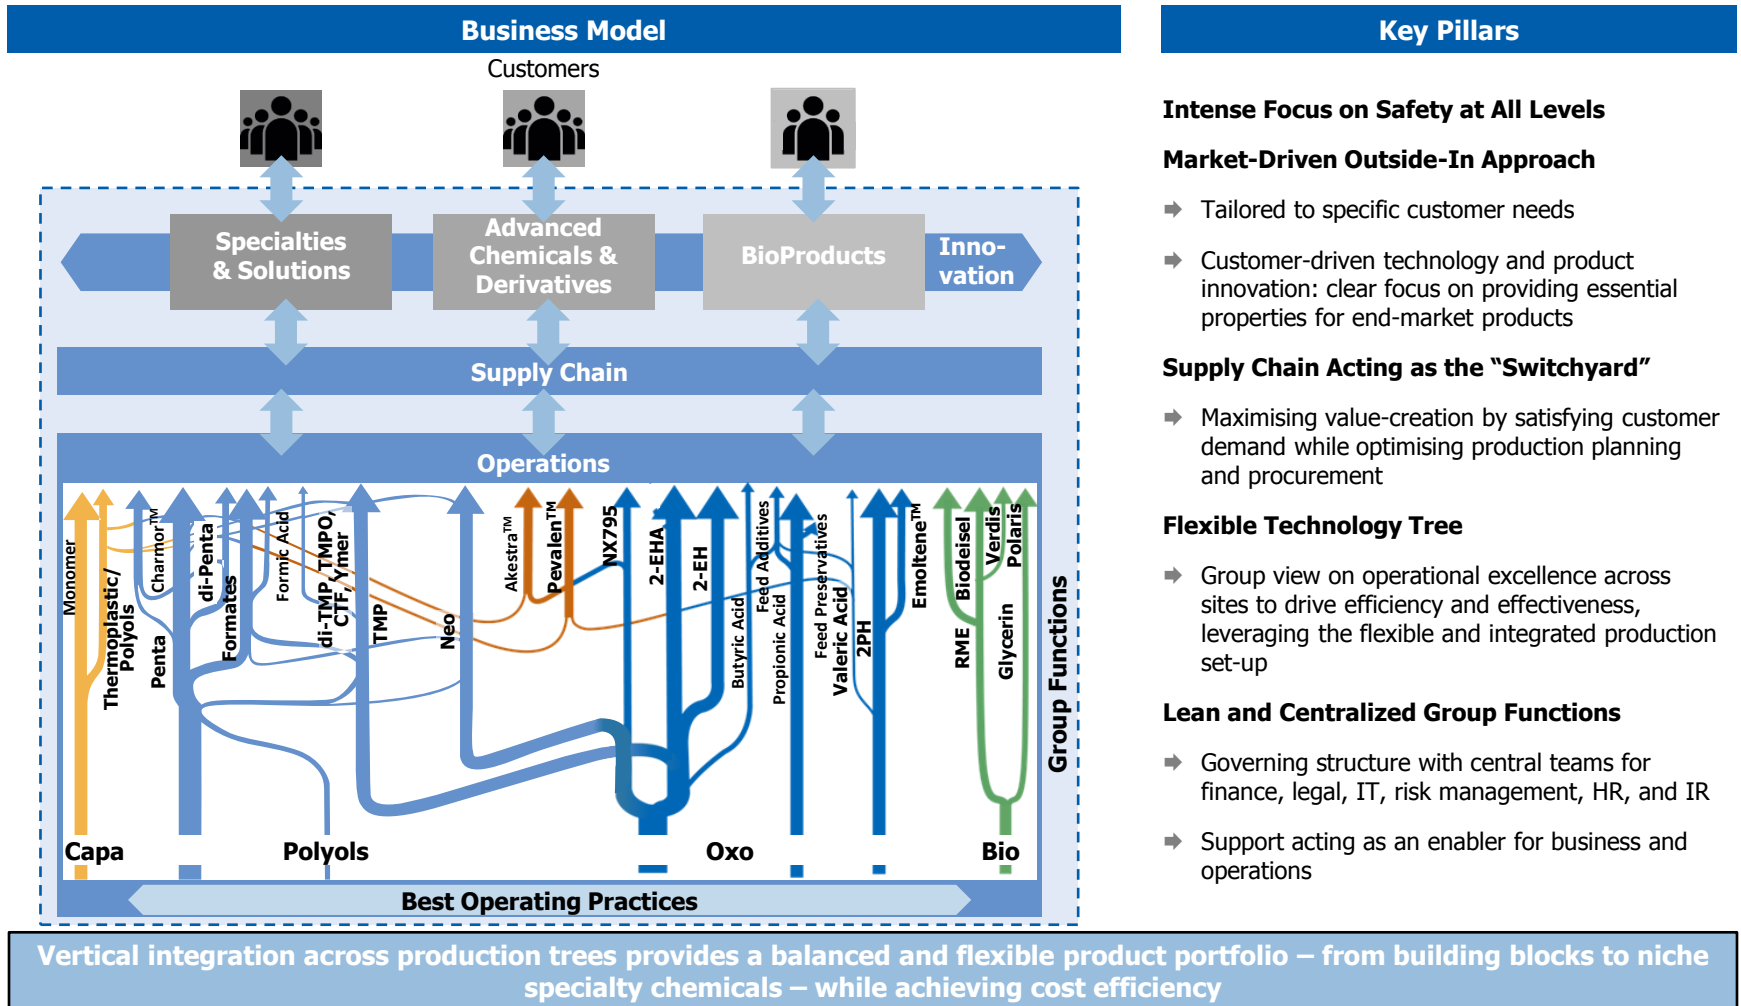 Business Model
Customers
Specialties
& Solutions
Advanced
Chemicals &
Derivatives
BioProducts
Inno-
vation
Supply Chain
Operations
Monomer
Thermoplastic/
Polyols
Charmor™
Penta
di-Penta
Formates
Formic Acid
di-TMP, TMPO,
CTF, Ymer
TMP
Neo
Akestra™
Pevalen™
NX795
2-EHA
2-EH
Butyric Acid
Feed Additives
Propionic Acid
Feed Preservatives
Valeric Acid
2PH
Emoltene™
RME
Biodeisel
Verdis
Polaris
Glycerin
Group Functions
Capa
Polyols
Oxo
Bio
Best Operating Practices
Key Pillars
Intense Focus on Safety at All Levels
Market-Driven Outside-In Approach
Tailored to specific customer needs
Customer-driven technology and product
innovation: clear focus on providing essential
properties for end-market products
Supply Chain Acting as the “Switchyard”
Maximising value-creation by satisfying customer
demand while optimising production planning
and procurement
Flexible Technology Tree
Group view on operational excellence across
sites to drive efficiency and effectiveness,
leveraging the flexible and integrated production
set-up
Lean and Centralized Group Functions
Governing structure with central teams for
finance, legal, IT, risk management, HR, and IR
Support acting as an enabler for business and
operations
Vertical integration across production trees provides a balanced and flexible product portfolio – from building blocks to niche
specialty chemicals – while achieving cost efficiency